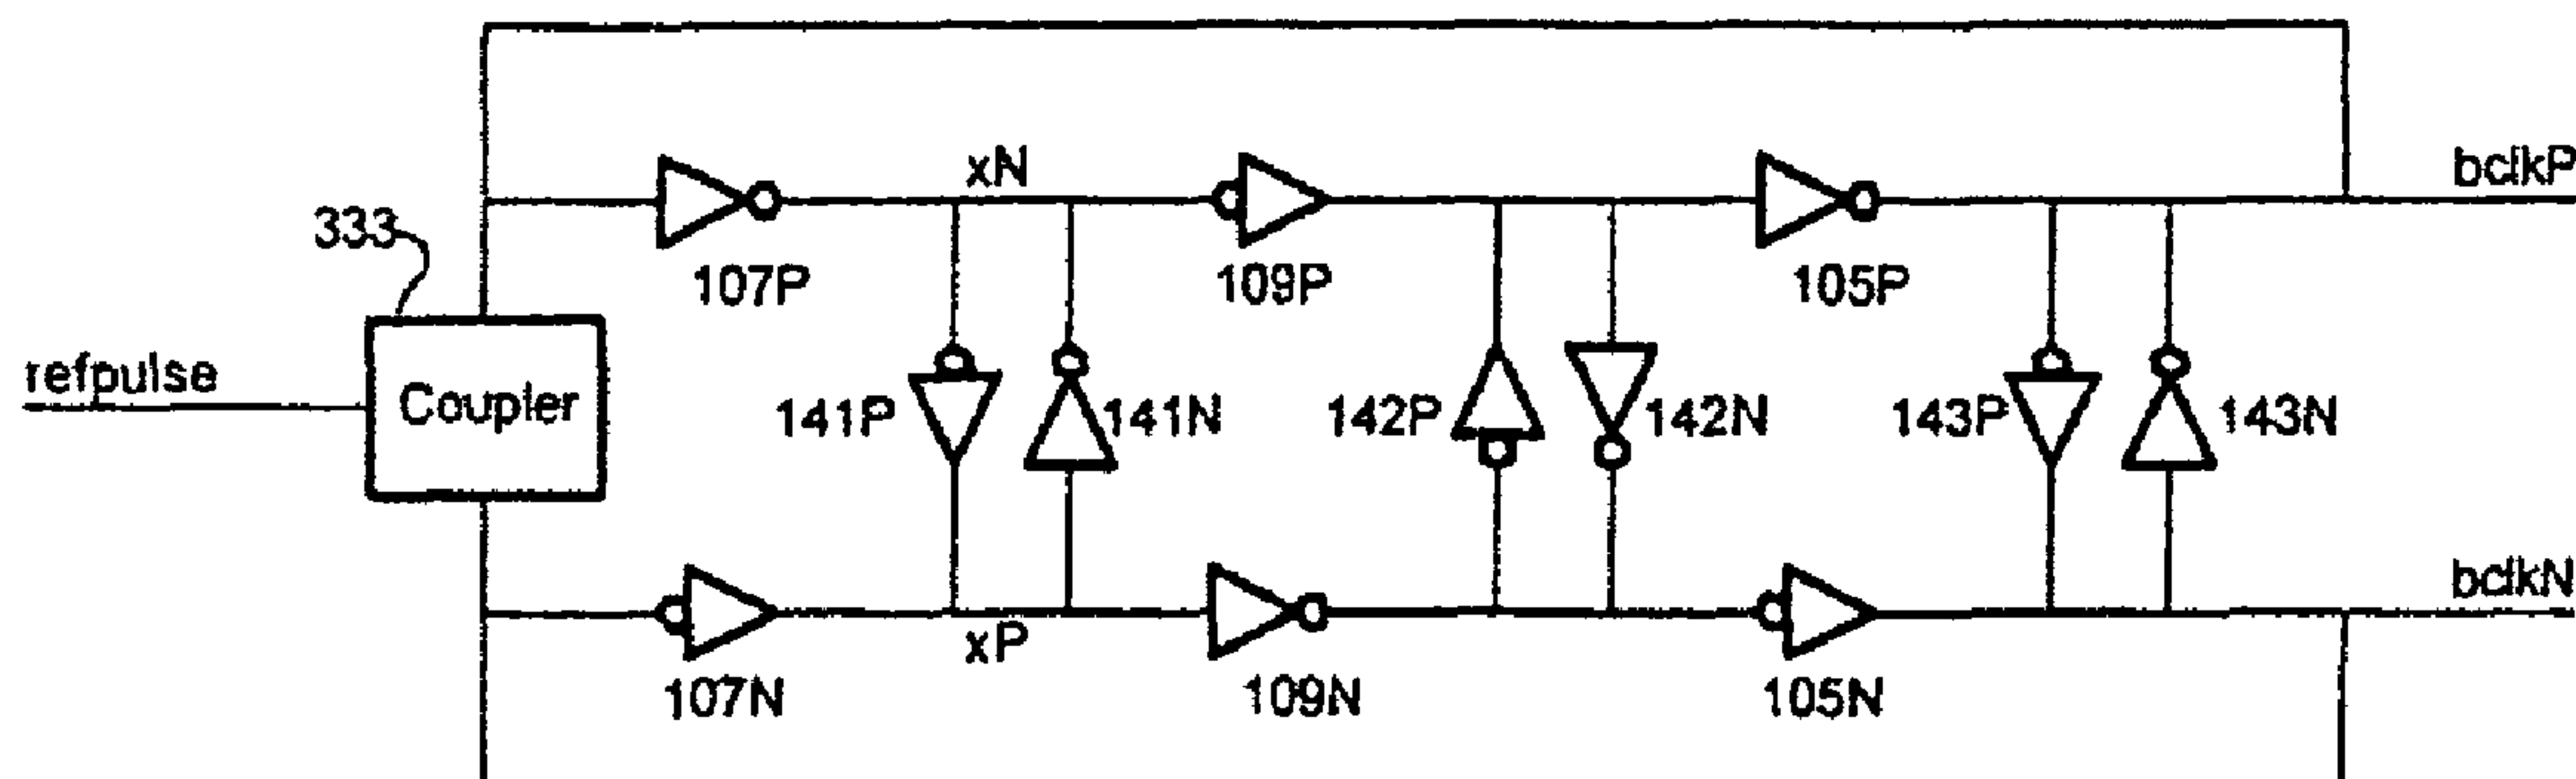 xN
bclkP
333
107P
109P
105P
refpulse
Coupler
141P
141N
142P
142N
143P
143N
bclkN
xP
107N
109N
105N